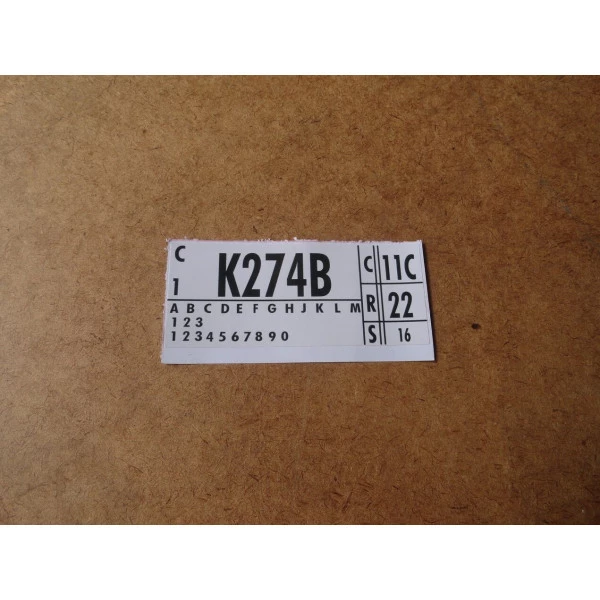 C
1
K274B
A B C D E F G H J K L M
1 2 3
1 2 3 4 5 6 7 8 9 0
C 11C
R 22
S 16